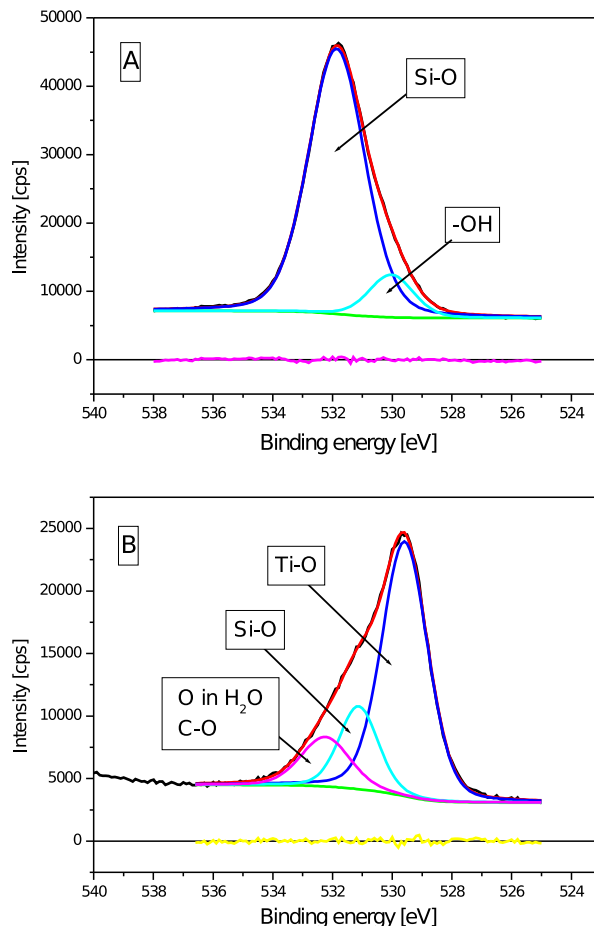 A
50000
40000
30000
20000
10000
0
Intensity [cps]
Si-O
-OH
540 538 536 534 532 530 528 526 524
Binding energy [eV]
B
25000
20000
15000
10000
5000
0
Intensity [cps]
Ti-O
Si-O
O in H₂O
C-O
540 538 536 534 532 530 528 526 524
Binding energy [eV]